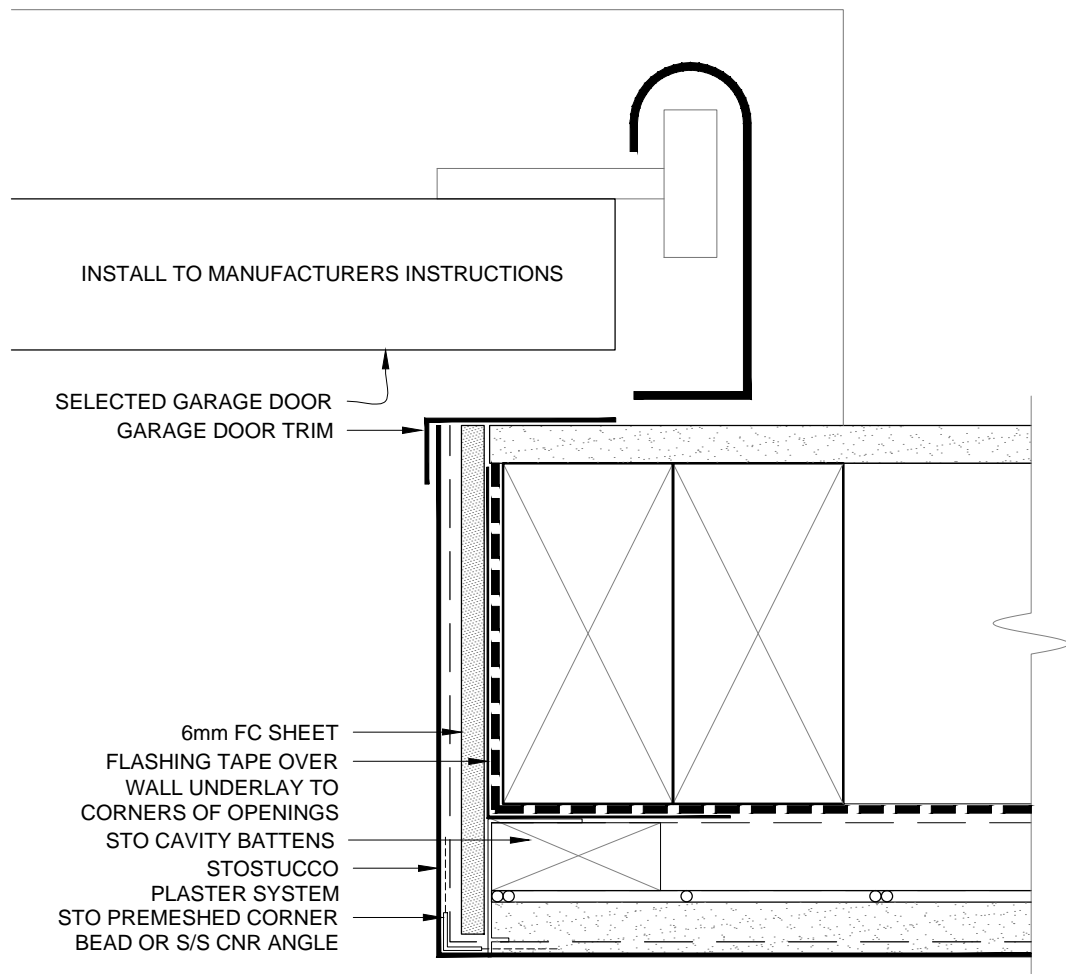 INSTALL TO MANUFACTURERS INSTRUCTIONS
SELECTED GARAGE DOOR
GARAGE DOOR TRIM
6mm FC SHEET
FLASHING TAPE OVER
WALL UNDERLAY TO
CORNERS OF OPENINGS
STO CAVITY BATTENS
STOSTUCCO
PLASTER SYSTEM
STO PREMESHED CORNER
BEAD OR S/S CNR ANGLE